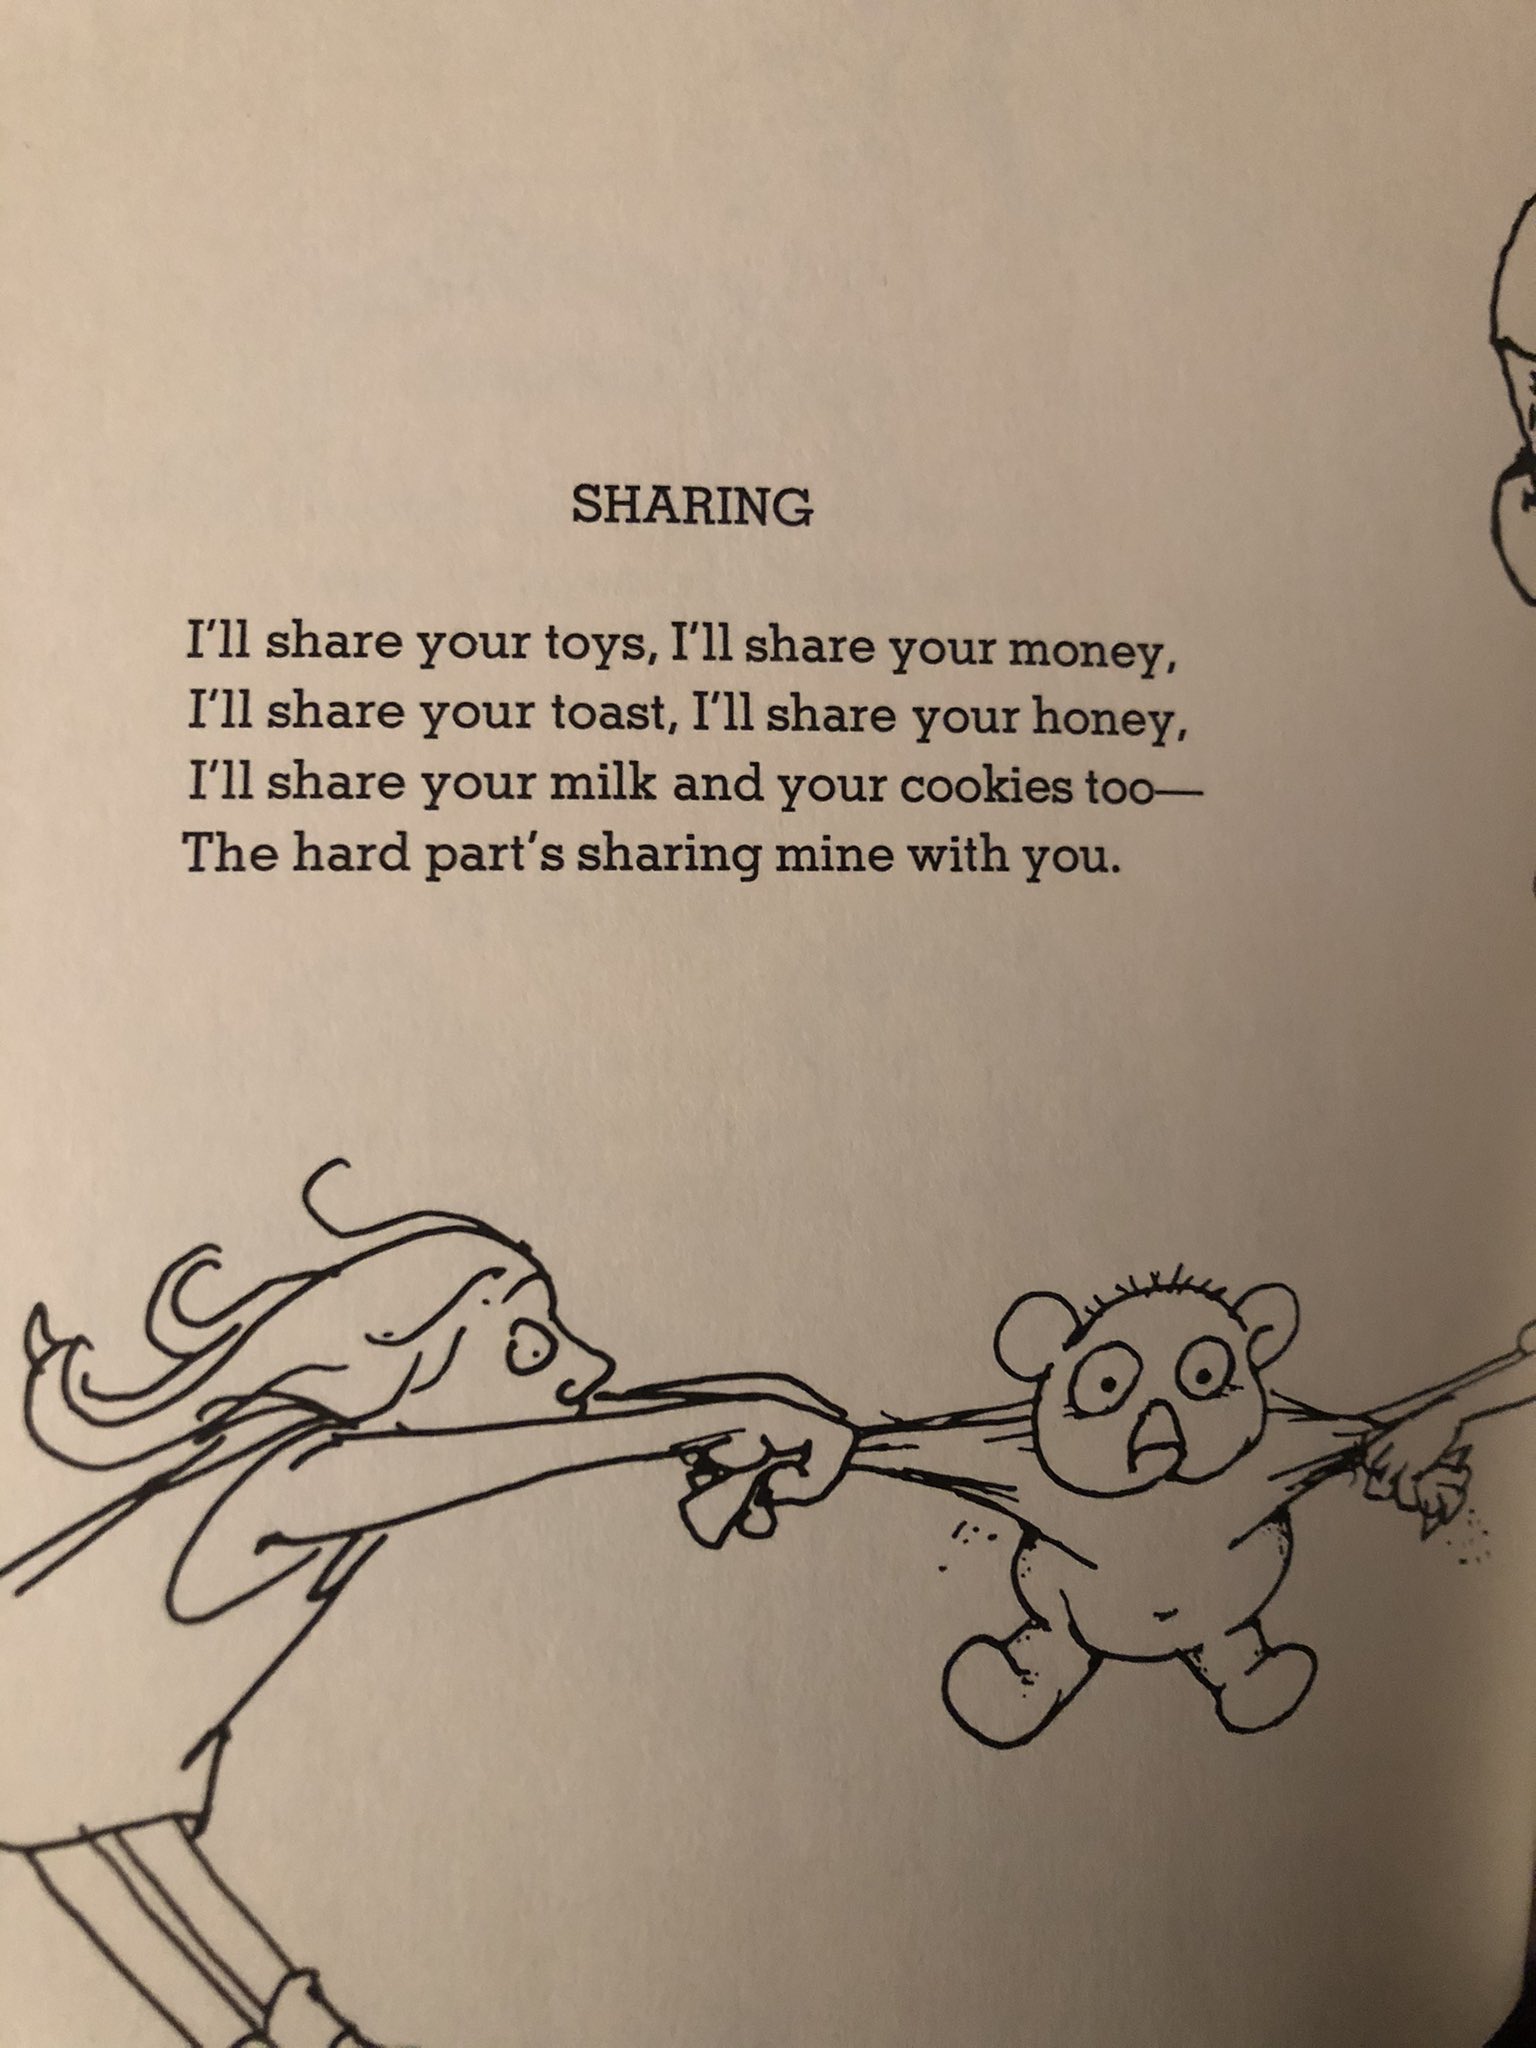 SHARING
I'll share your toys, I'll share your money,
I'll share your toast, I'll share your honey,
I'll share your milk and your cookies too—
The hard part's sharing mine with you.